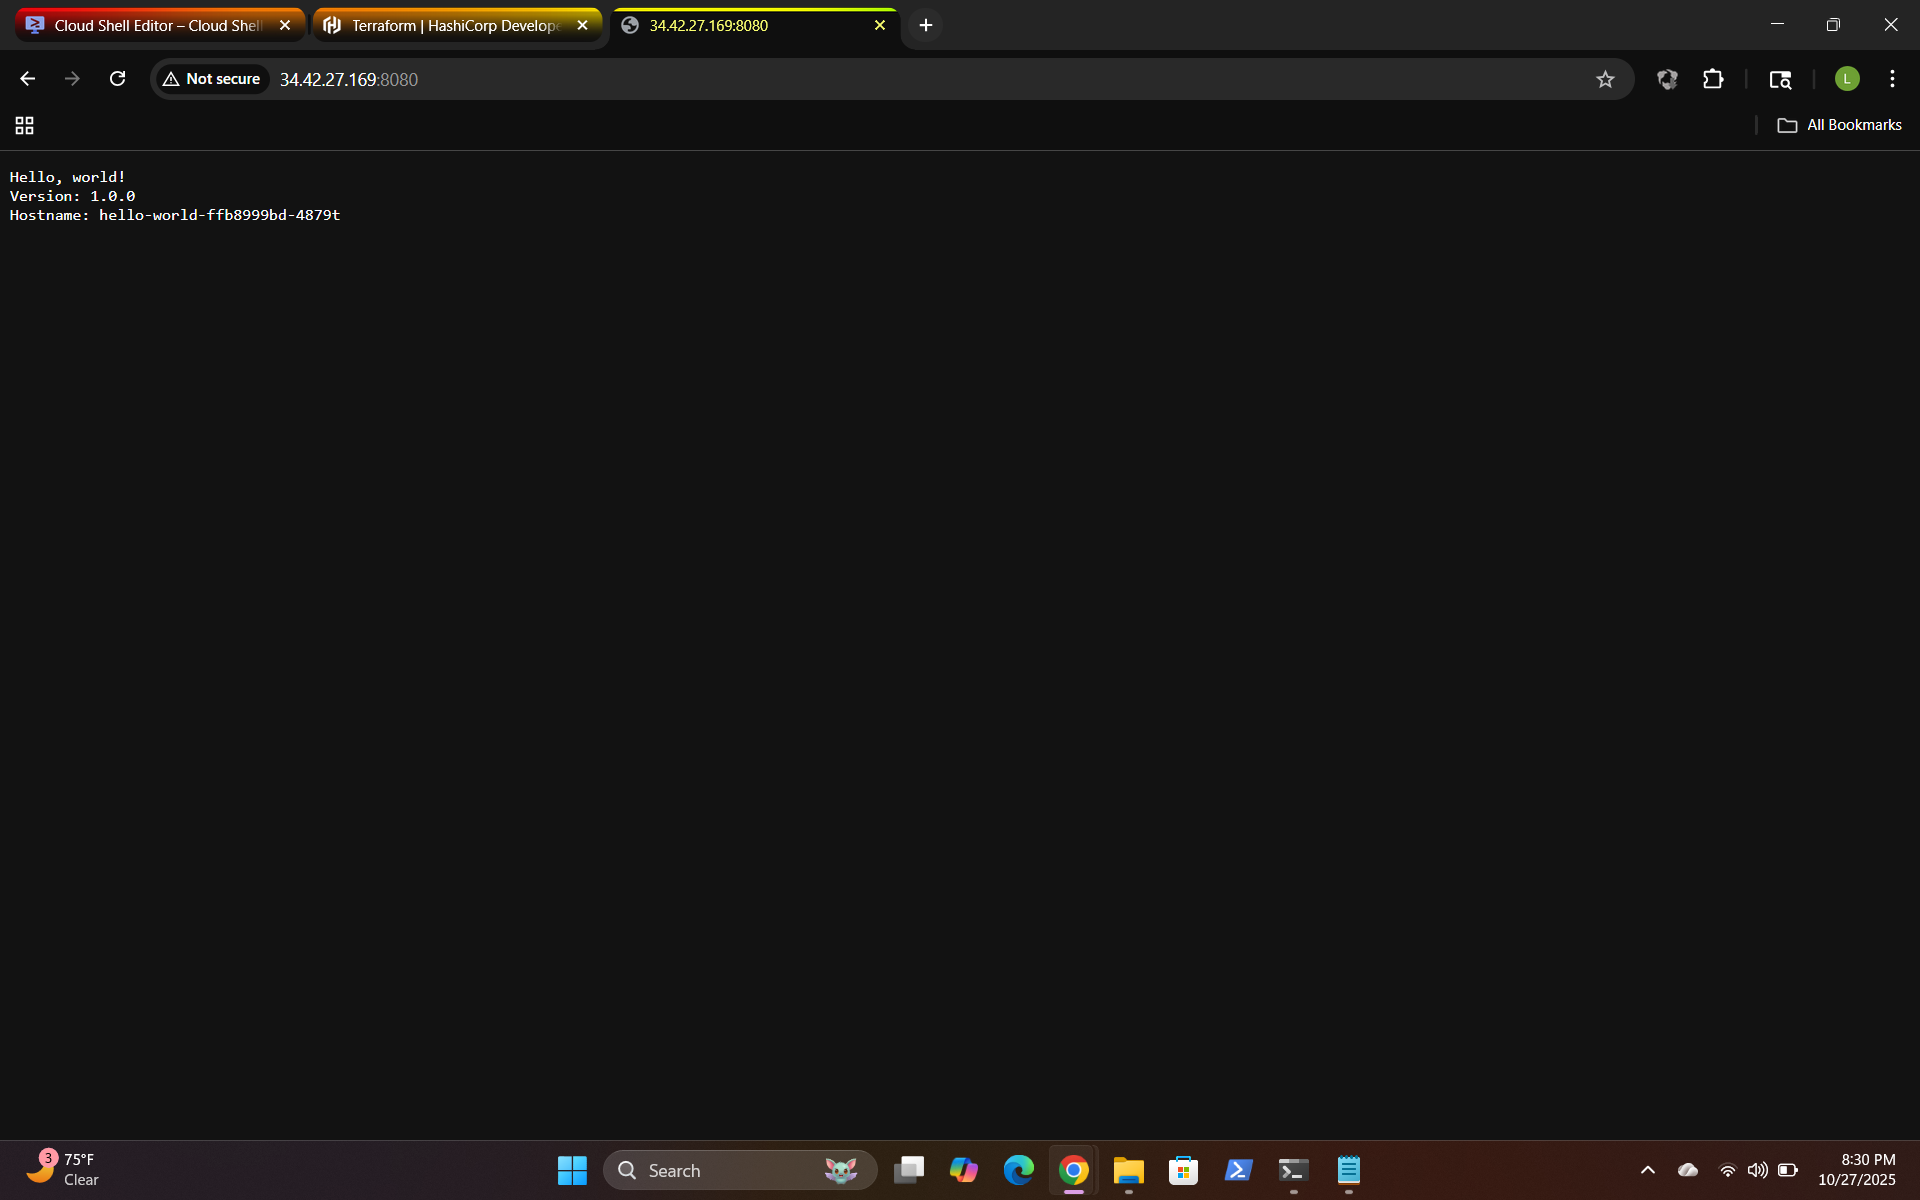 Cloud Shell Editor – Cloud Shell
Terraform | HashiCorp Develope
34.42.27.169:8080
Not secure
34.42.27.169:8080
L
All Bookmarks
Hello, world!
Version: 1.0.0
Hostname: hello-world-ffb8999bd-4879t
3
75°F
Clear
Search
8:30 PM
10/27/2025